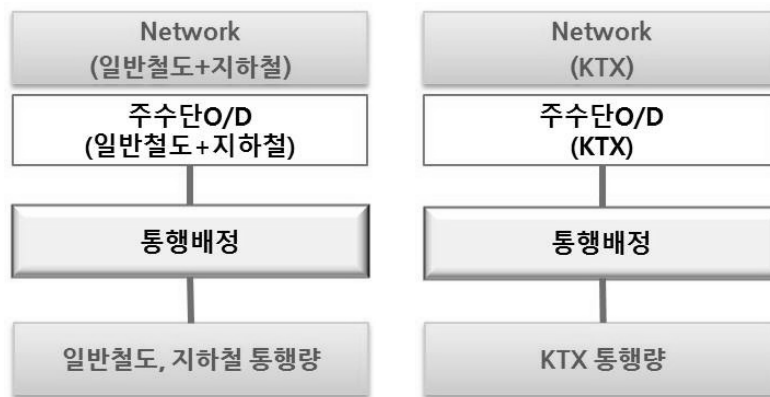 Network
(일반철도+지하철)
주수단O/D
(일반철도+지하철)
통행배정
일반철도, 지하철 통행량
Network
(KTX)
주수단O/D
(KTX)
통행배정
KTX 통행량